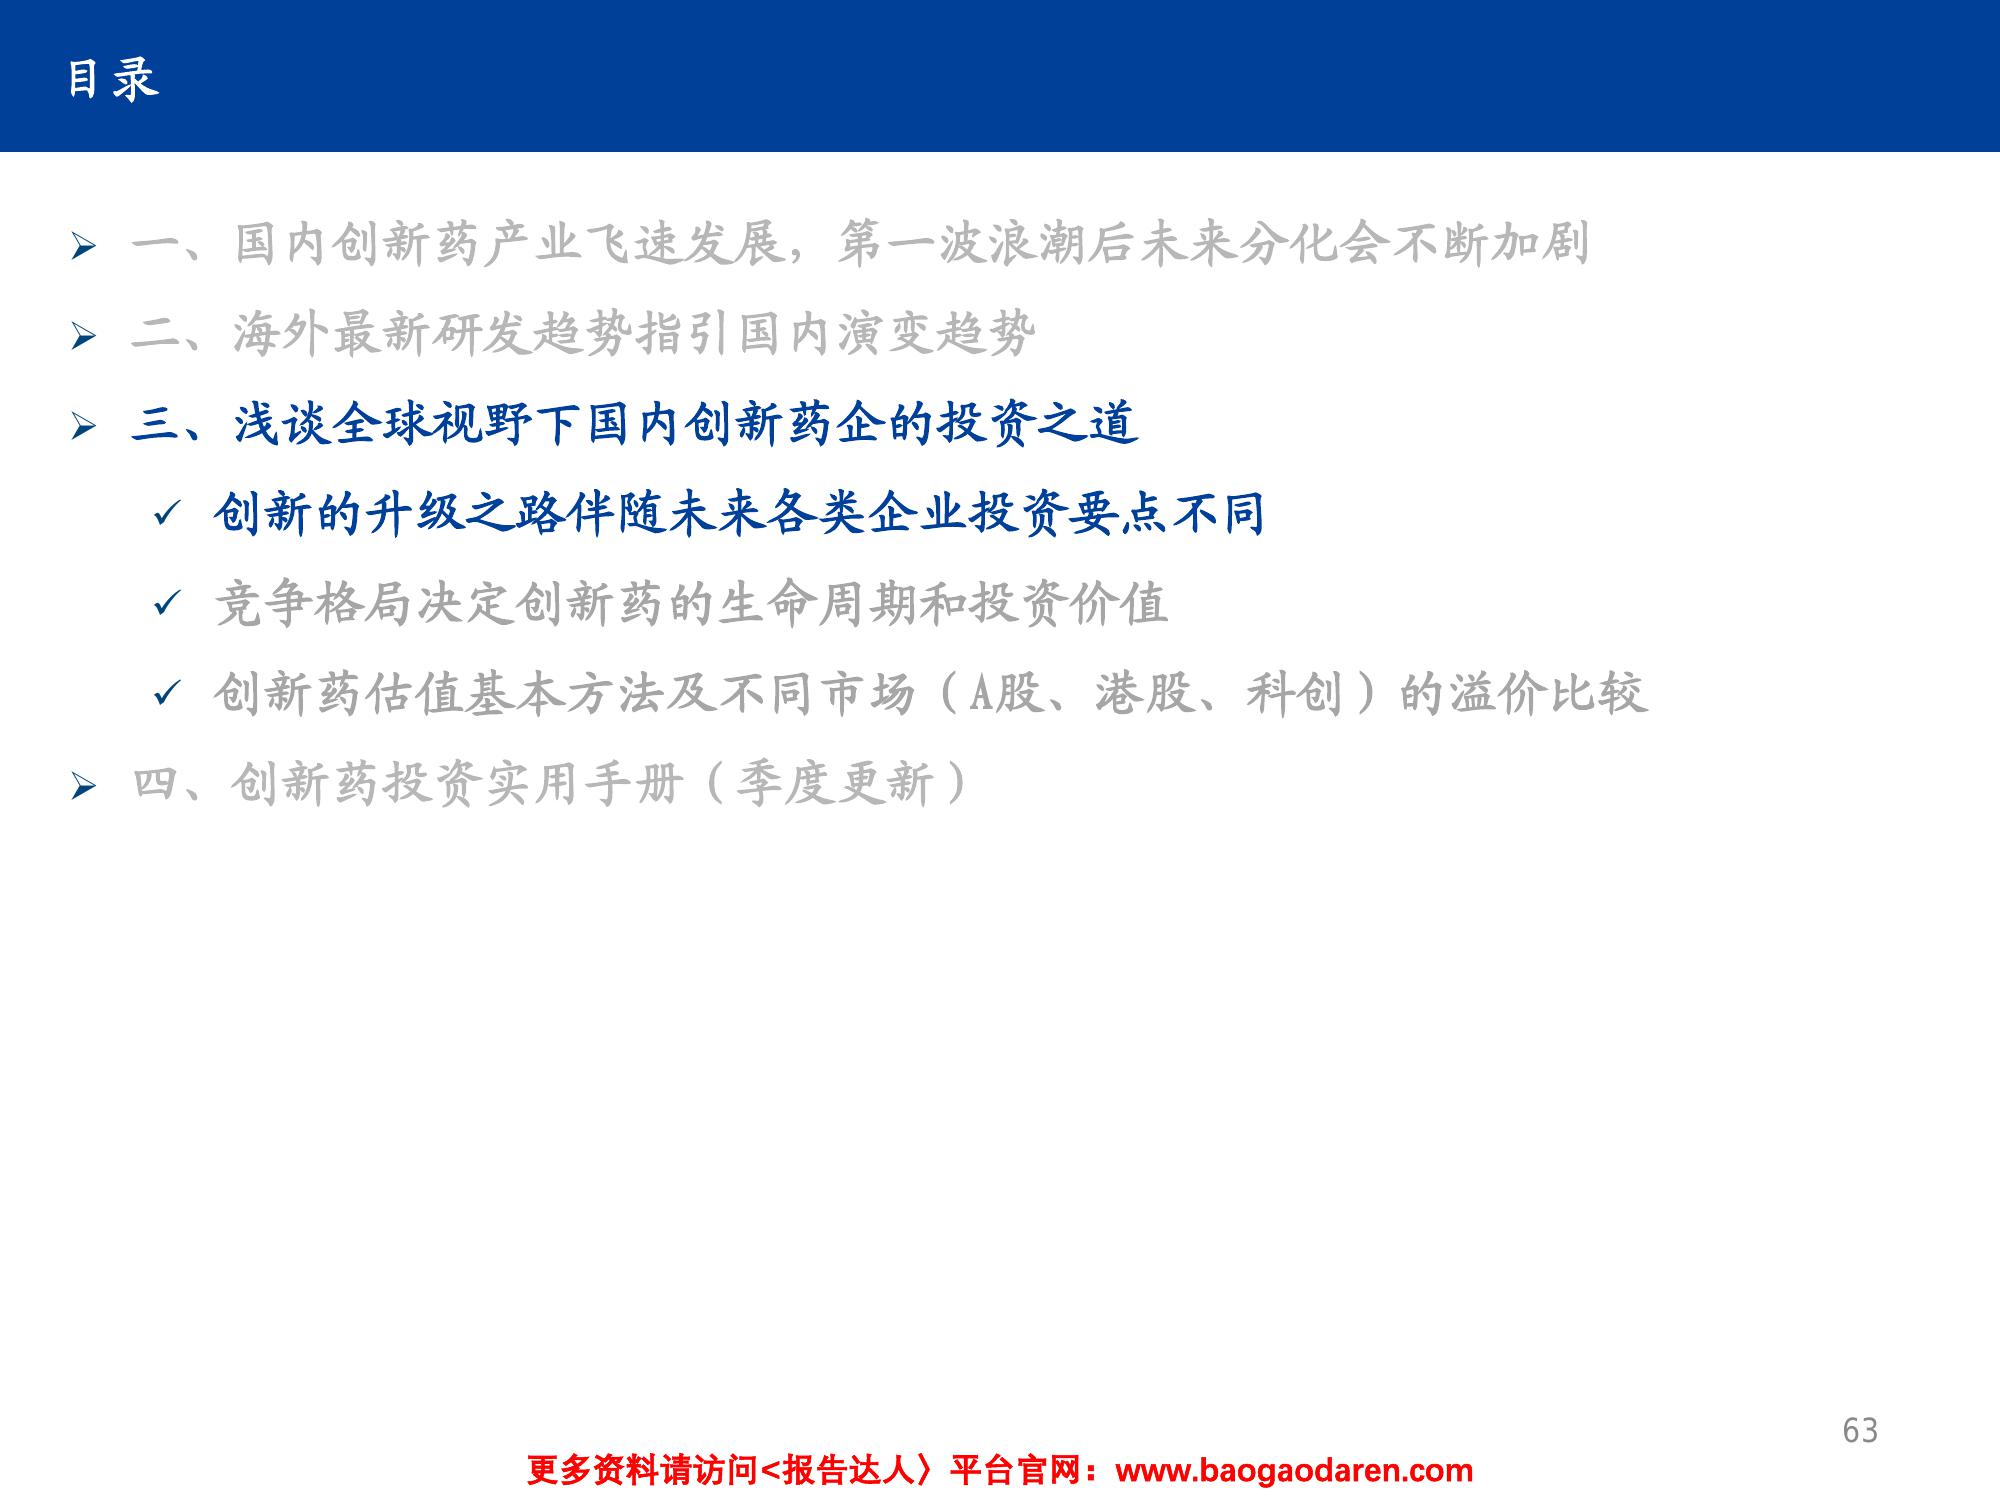 目录
一、国内创新药产业飞速发展，第一波浪潮后未来分化会不断加剧
二、海外最新研发趋势指引国内演变趋势
三、浅谈全球视野下国内创新药企的投资之道
创新的升级之路伴随未来各类企业投资要点不同
竞争格局决定创新药的生命周期和投资价值
创新药估值基本方法及不同市场（A股、港股、科创）的溢价比较
四、创新药投资实用手册（季度更新）
63
更多资料请访问<报告达人〉平台官网：www.baogaodaren.com